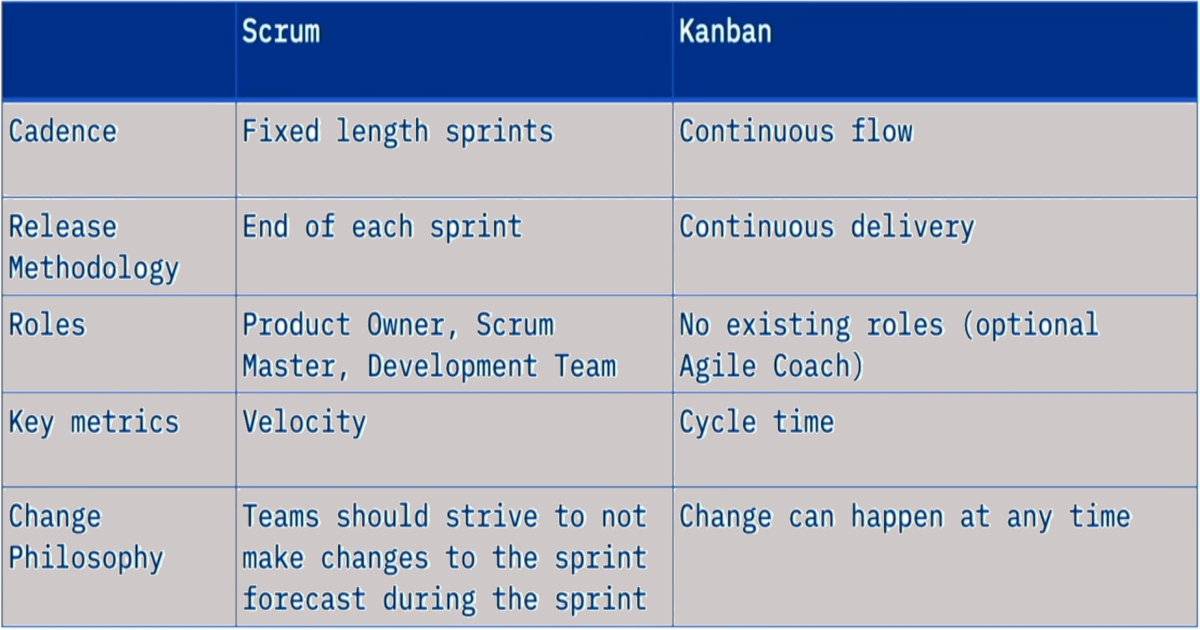 Scrum
Kanban
Cadence
Fixed length sprints
Continuous flow
Release
Methodology
End of each sprint
Continuous delivery
Roles
Product Owner, Scrum
Master, Development Team
No existing roles (optional
Agile Coach)
Key metrics
Velocity
Cycle time
Change
Philosophy
Teams should strive to not
make changes to the sprint
forecast during the sprint
Change can happen at any time